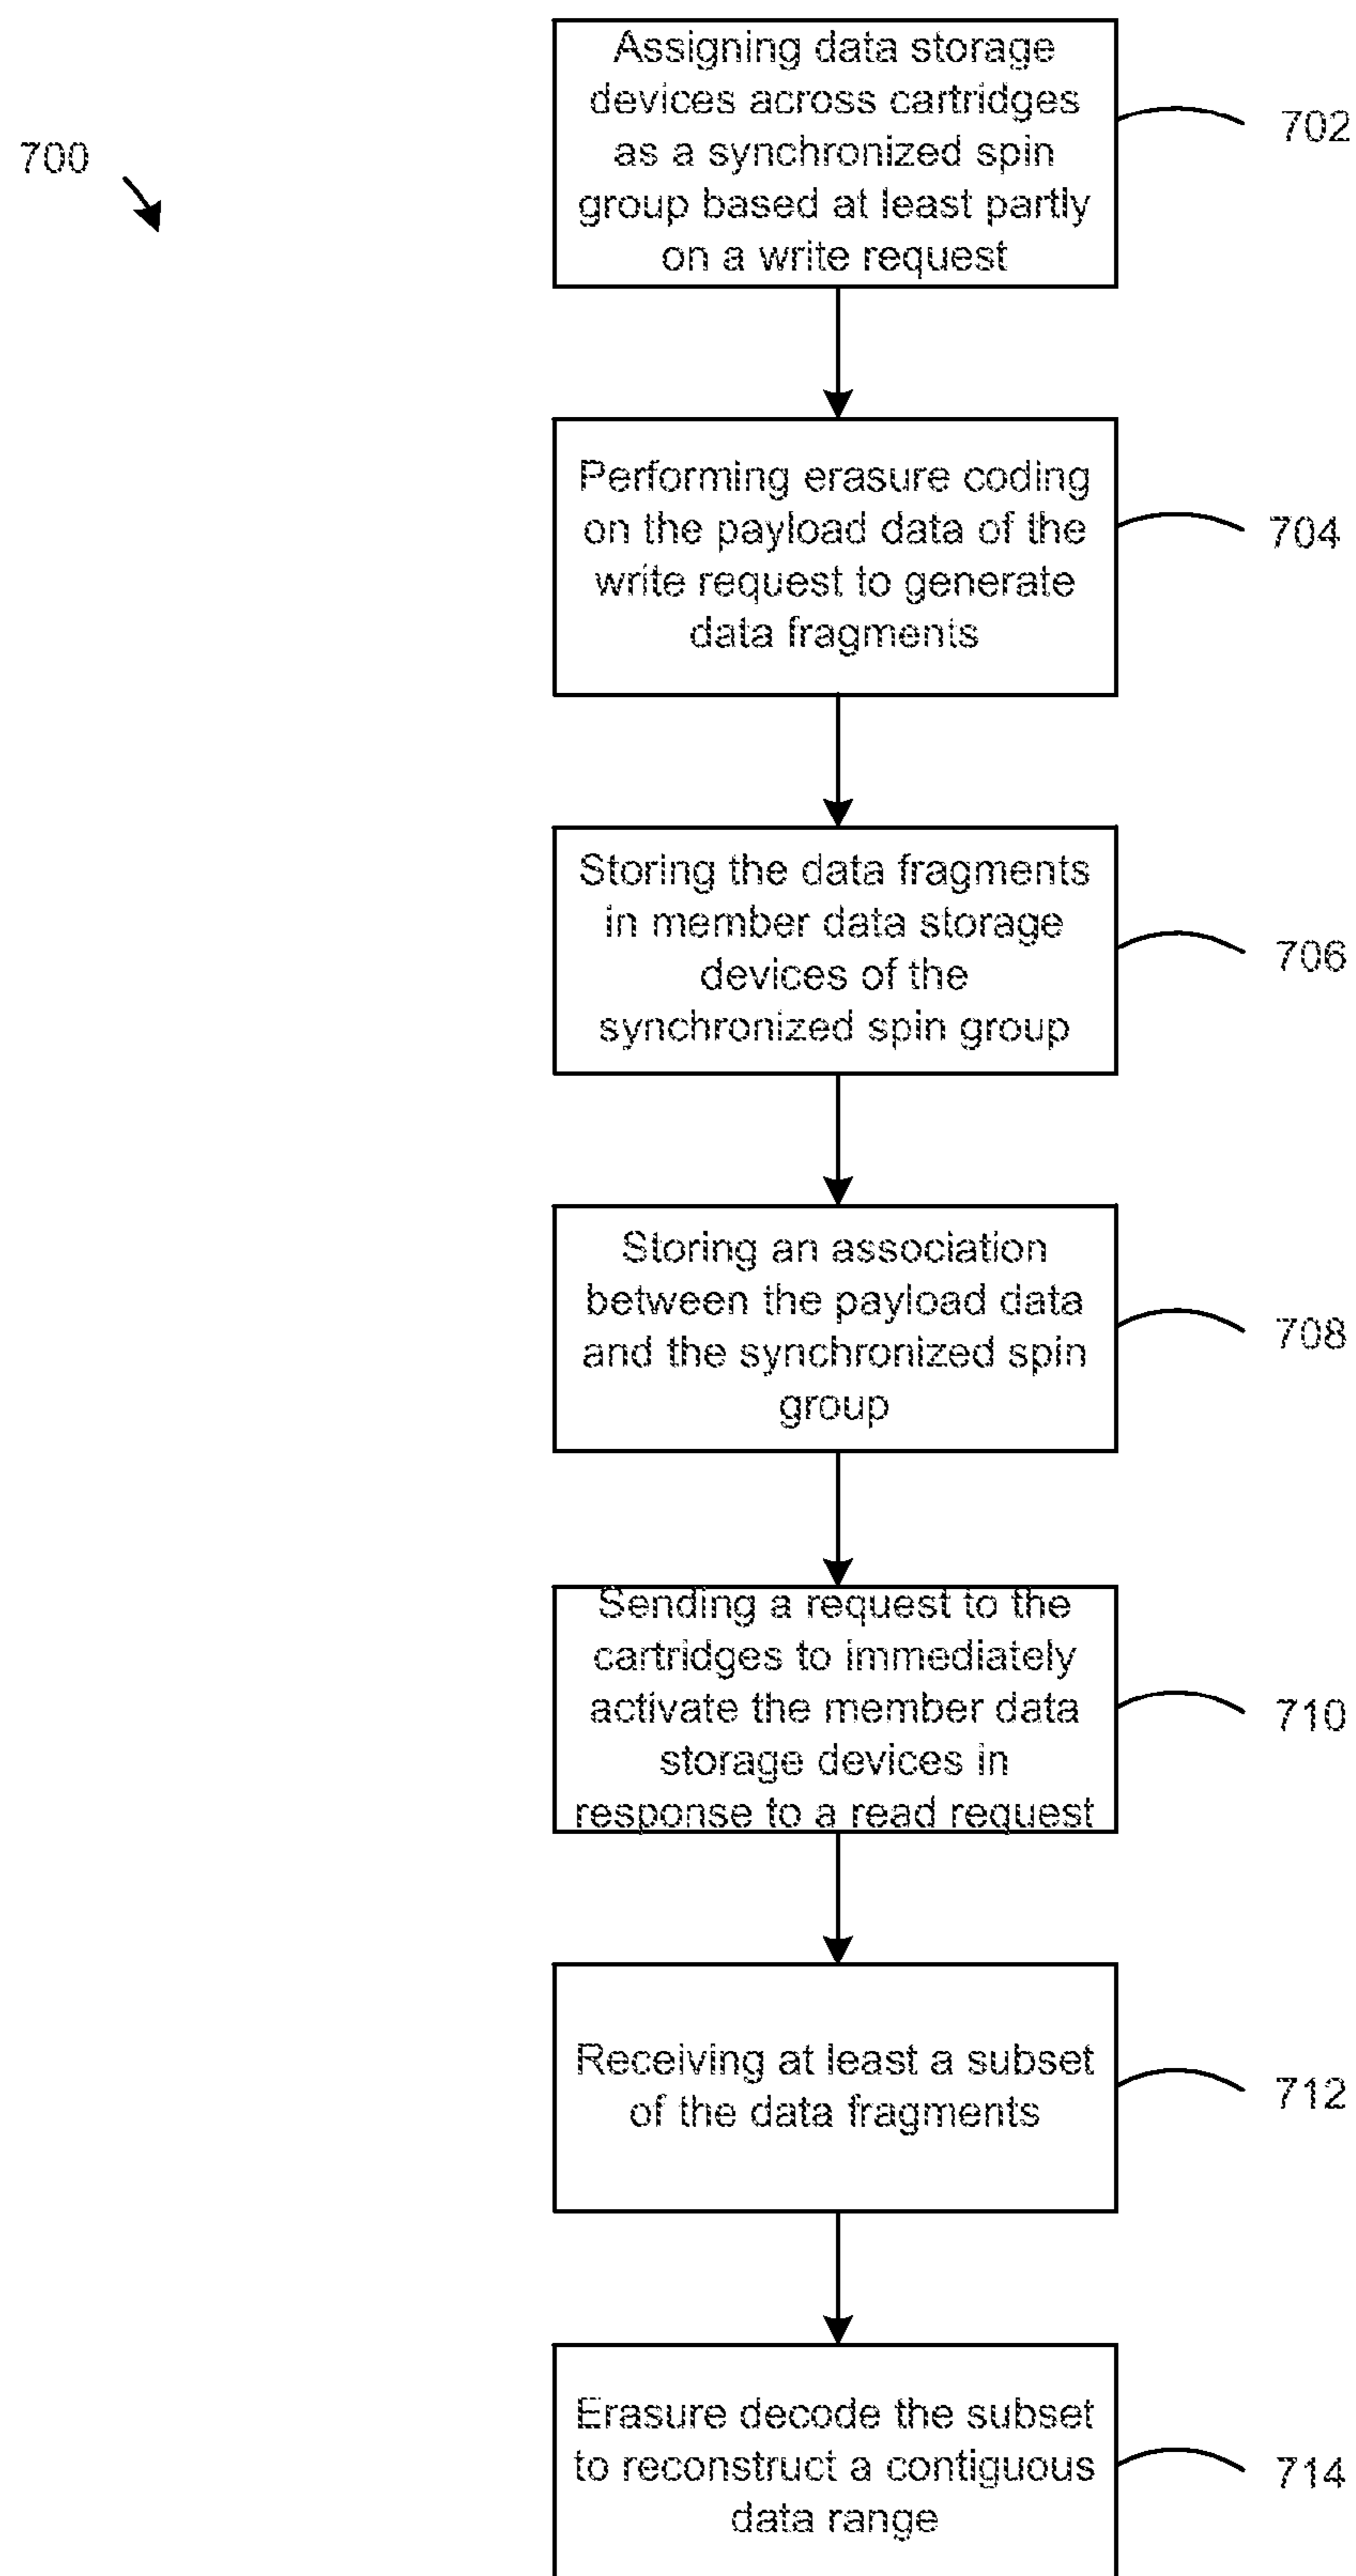 700
Assigning data storage
devices across cartridges
as a synchronized spin
group based at least partly
on a write request
702
Performing erasure coding
on the payload data of the
write request to generate
data fragments
704
Storing the data fragments
in member data storage
devices of the
synchronized spin group
706
Storing an association
between the payload data
and the synchronized spin
group
708
Sending a request to the
cartridges to immediately
activate the member data
storage devices in
response to a read request
710
Receiving at least a subset
of the data fragments
712
Erasure decode the subset
to reconstruct a contiguous
data range
714